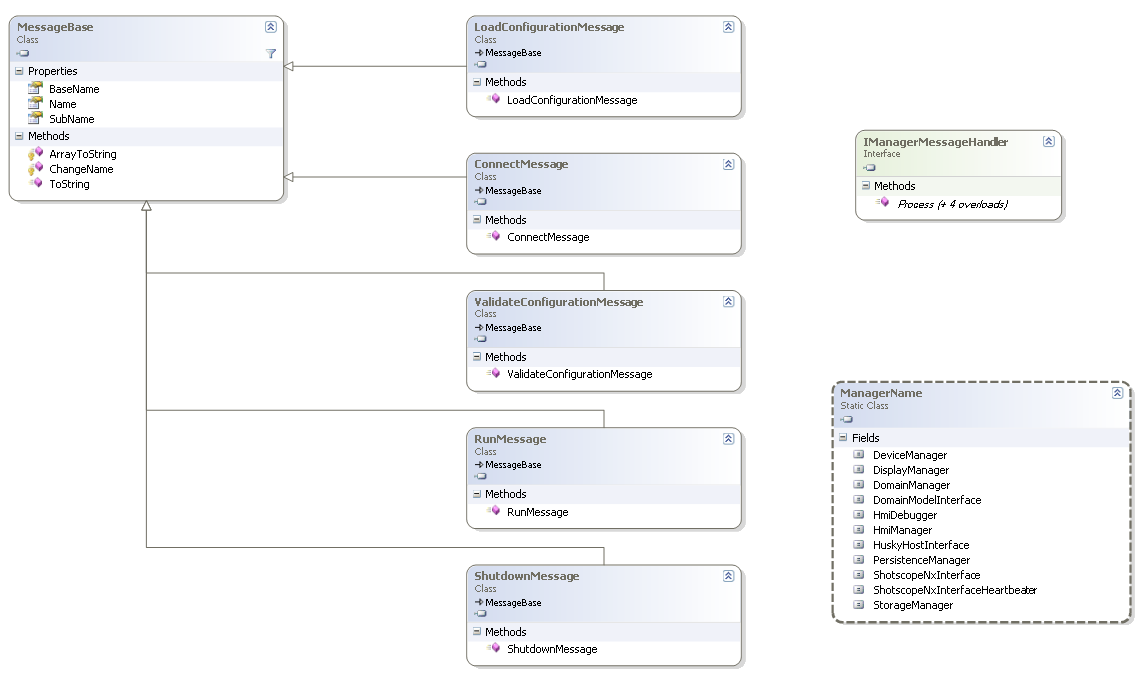 MessageBase
Class
Properties
BaseName
Name
SubName
Methods
ArrayToString
ChangeName
ToString
LoadConfigurationMessage
Class
MessageBase
Methods
LoadConfigurationMessage
ConnectMessage
Class
MessageBase
Methods
ConnectMessage
ValidateConfigurationMessage
Class
MessageBase
Methods
ValidateConfigurationMessage
RunMessage
Class
MessageBase
Methods
RunMessage
ShutdownMessage
Class
MessageBase
Methods
ShutdownMessage
IManagerMessageHandler
Interface
Methods
Process (+ 4 overloads)
ManagerName
Static Class
Fields
DeviceManager
DisplayManager
DomainManager
DomainModelInterface
HmiDebugger
HmiManager
HuskyHostInterface
PersistenceManager
ShotscopeNxInterface
ShotscopeNxInterfaceHeartbeater
StorageManager